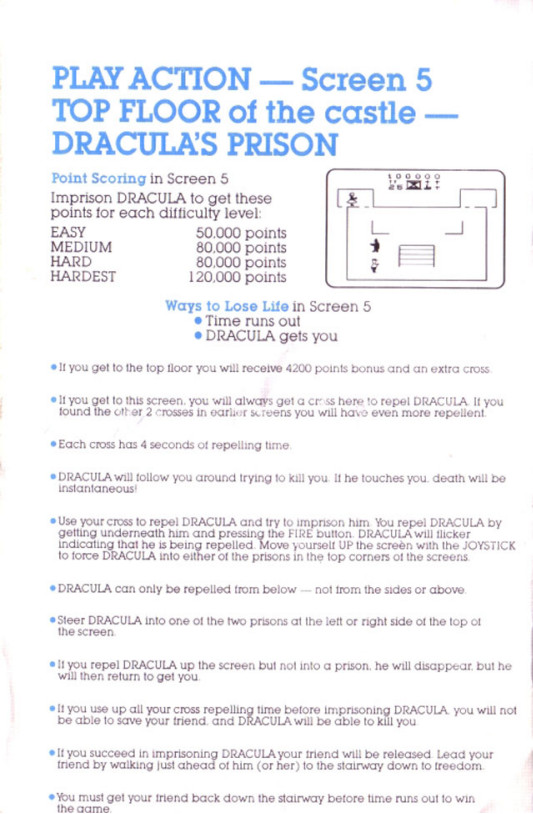 PLAY ACTION — Screen 5
TOP FLOOR of the castle —
DRACULA'S PRISON
Point Scoring in Screen 5
Imprison DRACULA to get these
points for each difficulty level:
EASY 50,000 points
MEDIUM 80,000 points
HARD 80,000 points
HARDEST 120,000 points
100000
Ways to Lose Life in Screen 5
• Time runs out
• DRACULA gets you
• If you get to the top floor you will receive 4200 points bonus and an extra cross.
• If you get to this screen, you will always get a cross here to repel DRACULA. If you
found the other 2 crosses in earlier screens you will have even more repellent.
• Each cross has 4 seconds of repelling time.
• DRACULA will follow you around trying to kill you. If he touches you, death will be
instantaneous!
• Use your cross to repel DRACULA and try to imprison him. You repel DRACULA by
getting underneath him and pressing the FIRE button. DRACULA will flicker
indicating that he is being repelled. Move yourself UP the screen with the JOYSTICK
to force DRACULA into either of the prisons in the top corners of the screens.
• DRACULA can only be repelled from below — not from the sides or above.
• Steer DRACULA into one of the two prisons at the left or right side of the top of
the screen.
• If you repel DRACULA up the screen but not into a prison, he will disappear, but he
will then return to get you.
• If you use up all your cross repelling time before imprisoning DRACULA, you will not
be able to save your friend, and DRACULA will be able to kill you.
• If you succeed in imprisoning DRACULA your friend will be released. Lead your
friend by walking just ahead of him (or her) to the stairway down to freedom.
• You must get your friend back down the stairway before time runs out to win
the game.